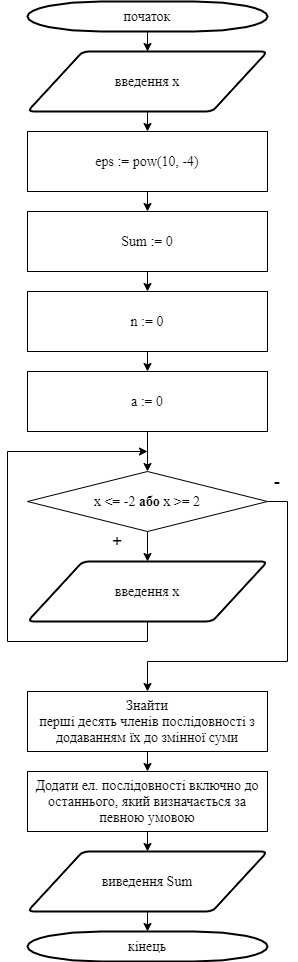 початок
введення x
eps := pow(10, -4)
Sum := 0
n := 0
a := 0
x <= -2 або x >= 2
-
+
введення x
Знайти
перші десять членів послідовності з
додаванням їх до змінної суми
Додати ел. послідовності включно до
останнього, який визначається за
певною умовою
виведення Sum
кінець